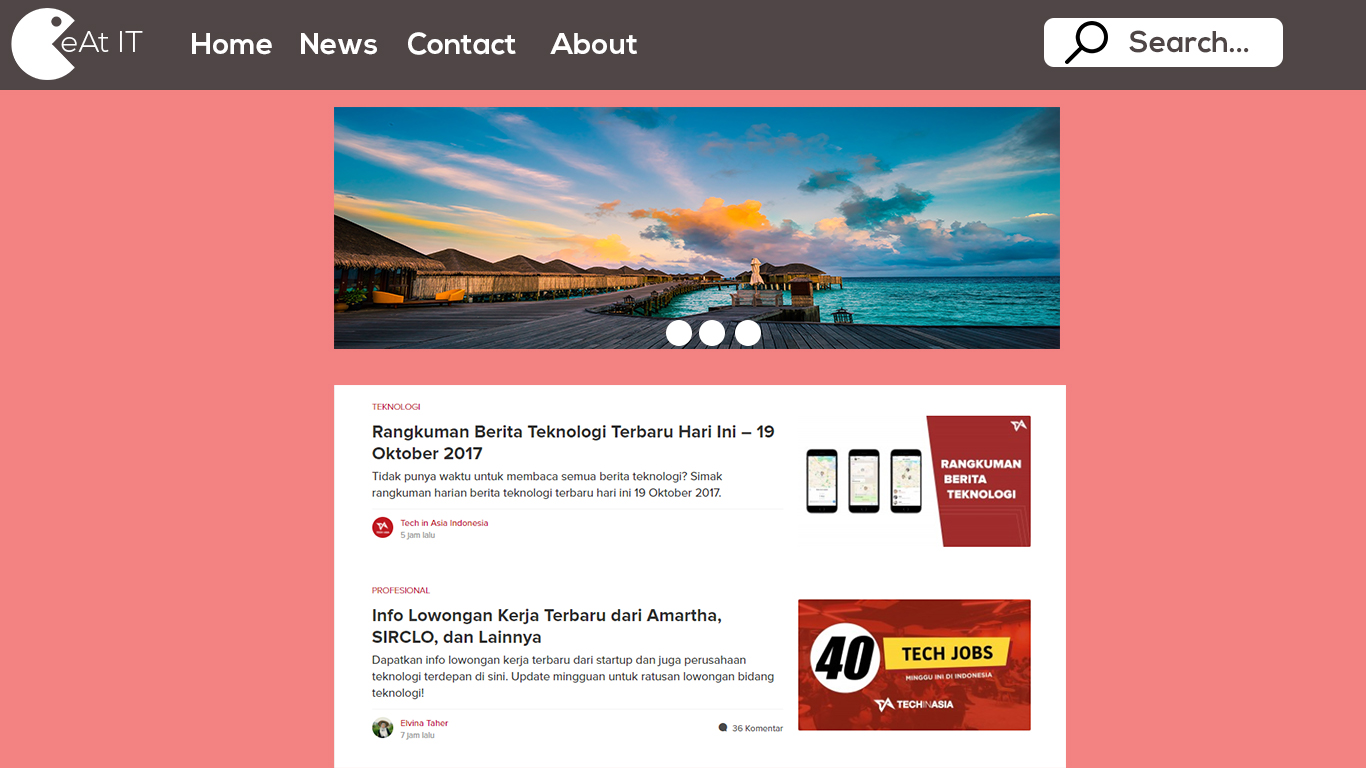 eAt IT
Home News Contact About
Search...
TEKNOLOGI
Rangkuman Berita Teknologi Terbaru Hari Ini – 19
Oktober 2017
Tidak punya waktu untuk membaca semua berita teknologi? Simak
rangkuman harian berita teknologi terbaru hari ini 19 Oktober 2017.
Tech in Asia Indonesia
5 jam lalu
RANGKUMAN
BERITA
TEKNOLOGI
PROFESIONAL
Info Lowongan Kerja Terbaru dari Amartha,
SIRCLO, dan Lainnya
Dapatkan info lowongan kerja terbaru dari startup dan juga perusahaan
teknologi terdepan di sini. Update mingguan untuk ratusan lowongan bidang
teknologi!
Elvina Taher
7 jam lalu
36 Komentar
40 TECH JOBS
MINGGU INI DI INDONESIA
TECHINASIA